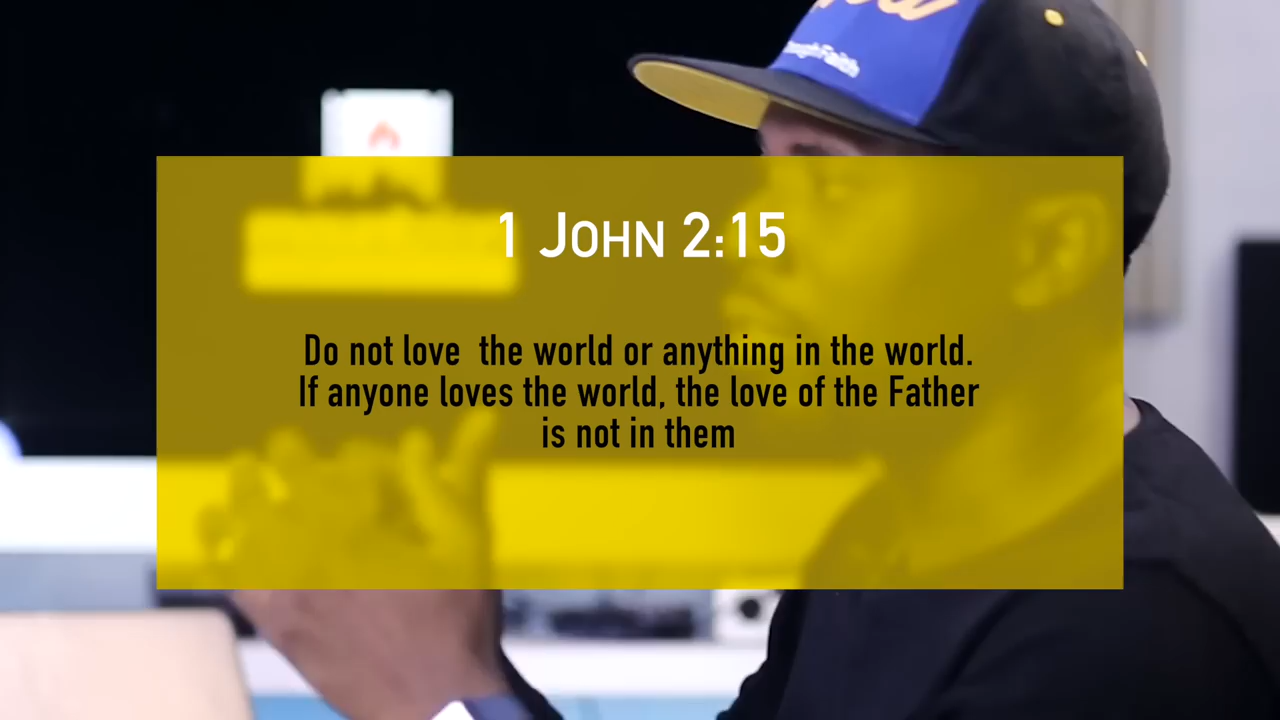 ughFaith
1 JOHN 2:15
Do not love  the world or anything in the world.
If anyone loves the world, the love of the Father
is not in them